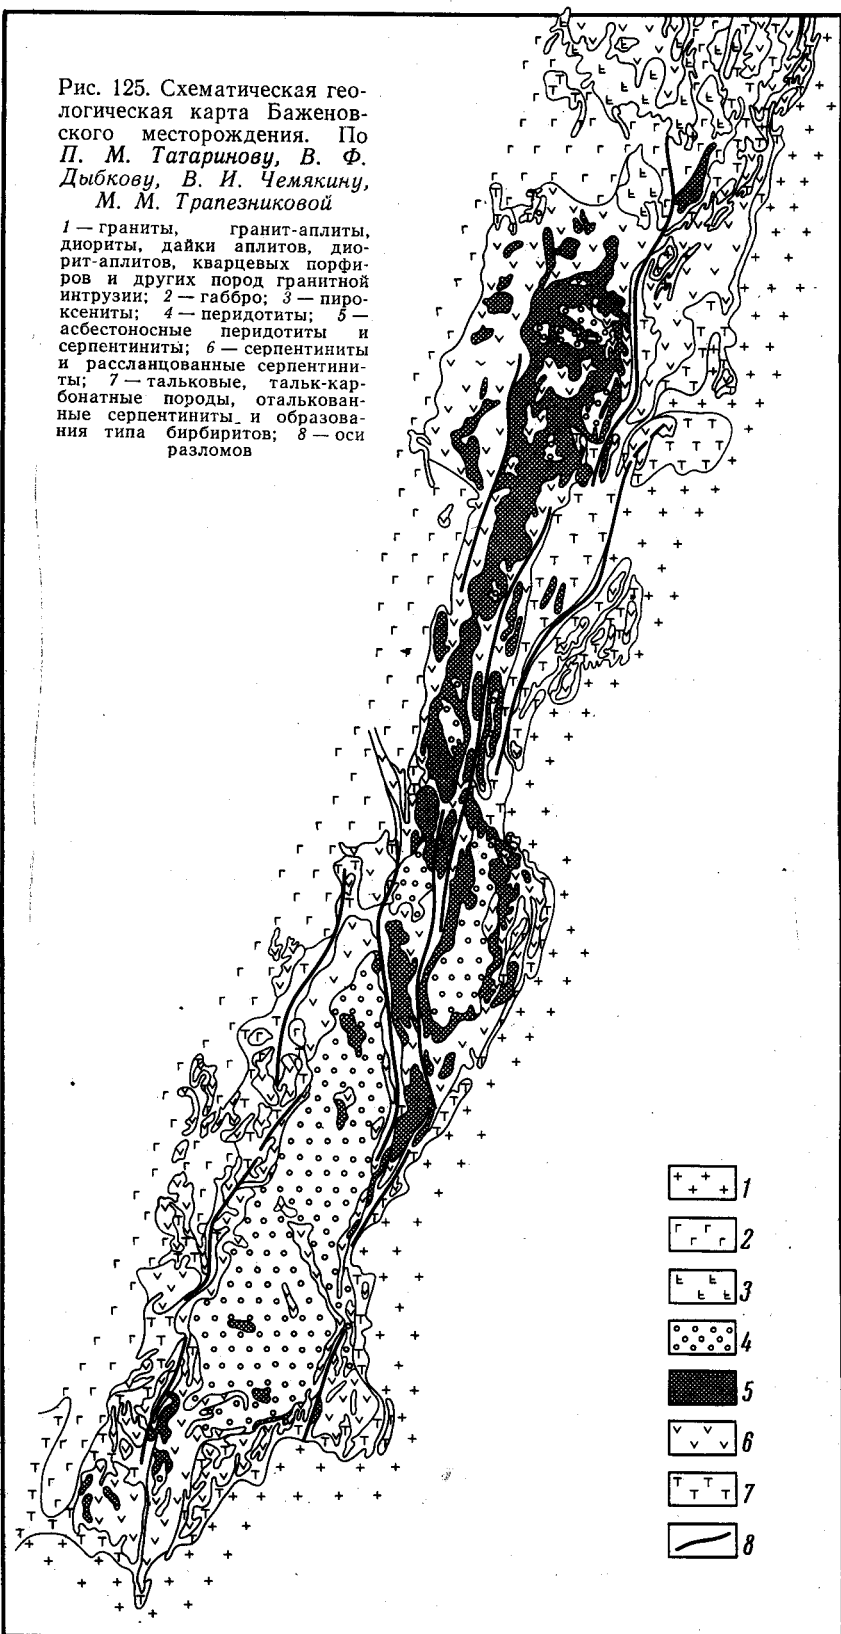 Рис. 125. Схематическая гео-
логическая карта Баженов-
ского месторождения. По
П. М. Татаринову, В. Ф.
Дыбкову, В. И. Чемякину,
М. М. Трапезниковой
1 — граниты, гранит-аплиты,
диориты, дайки аплитов, дио-
рит-аплитов, кварцевых порфи-
ров и других пород гранитной
интрузии; 2 — габбро; 3 — пиро-
ксениты; 4 — перидотиты; 5 —
асбестоносные перидотиты и
серпентиниты; 6 — серпентиниты
и рассланцованные серпентини-
ты; 7 — тальковые, тальк-кар-
бонатные породы, оталькован-
ные серпентиниты и образова-
ния типа бирбиритов; 8 — оси
разломов
1
2
3
4
5
6
7
8